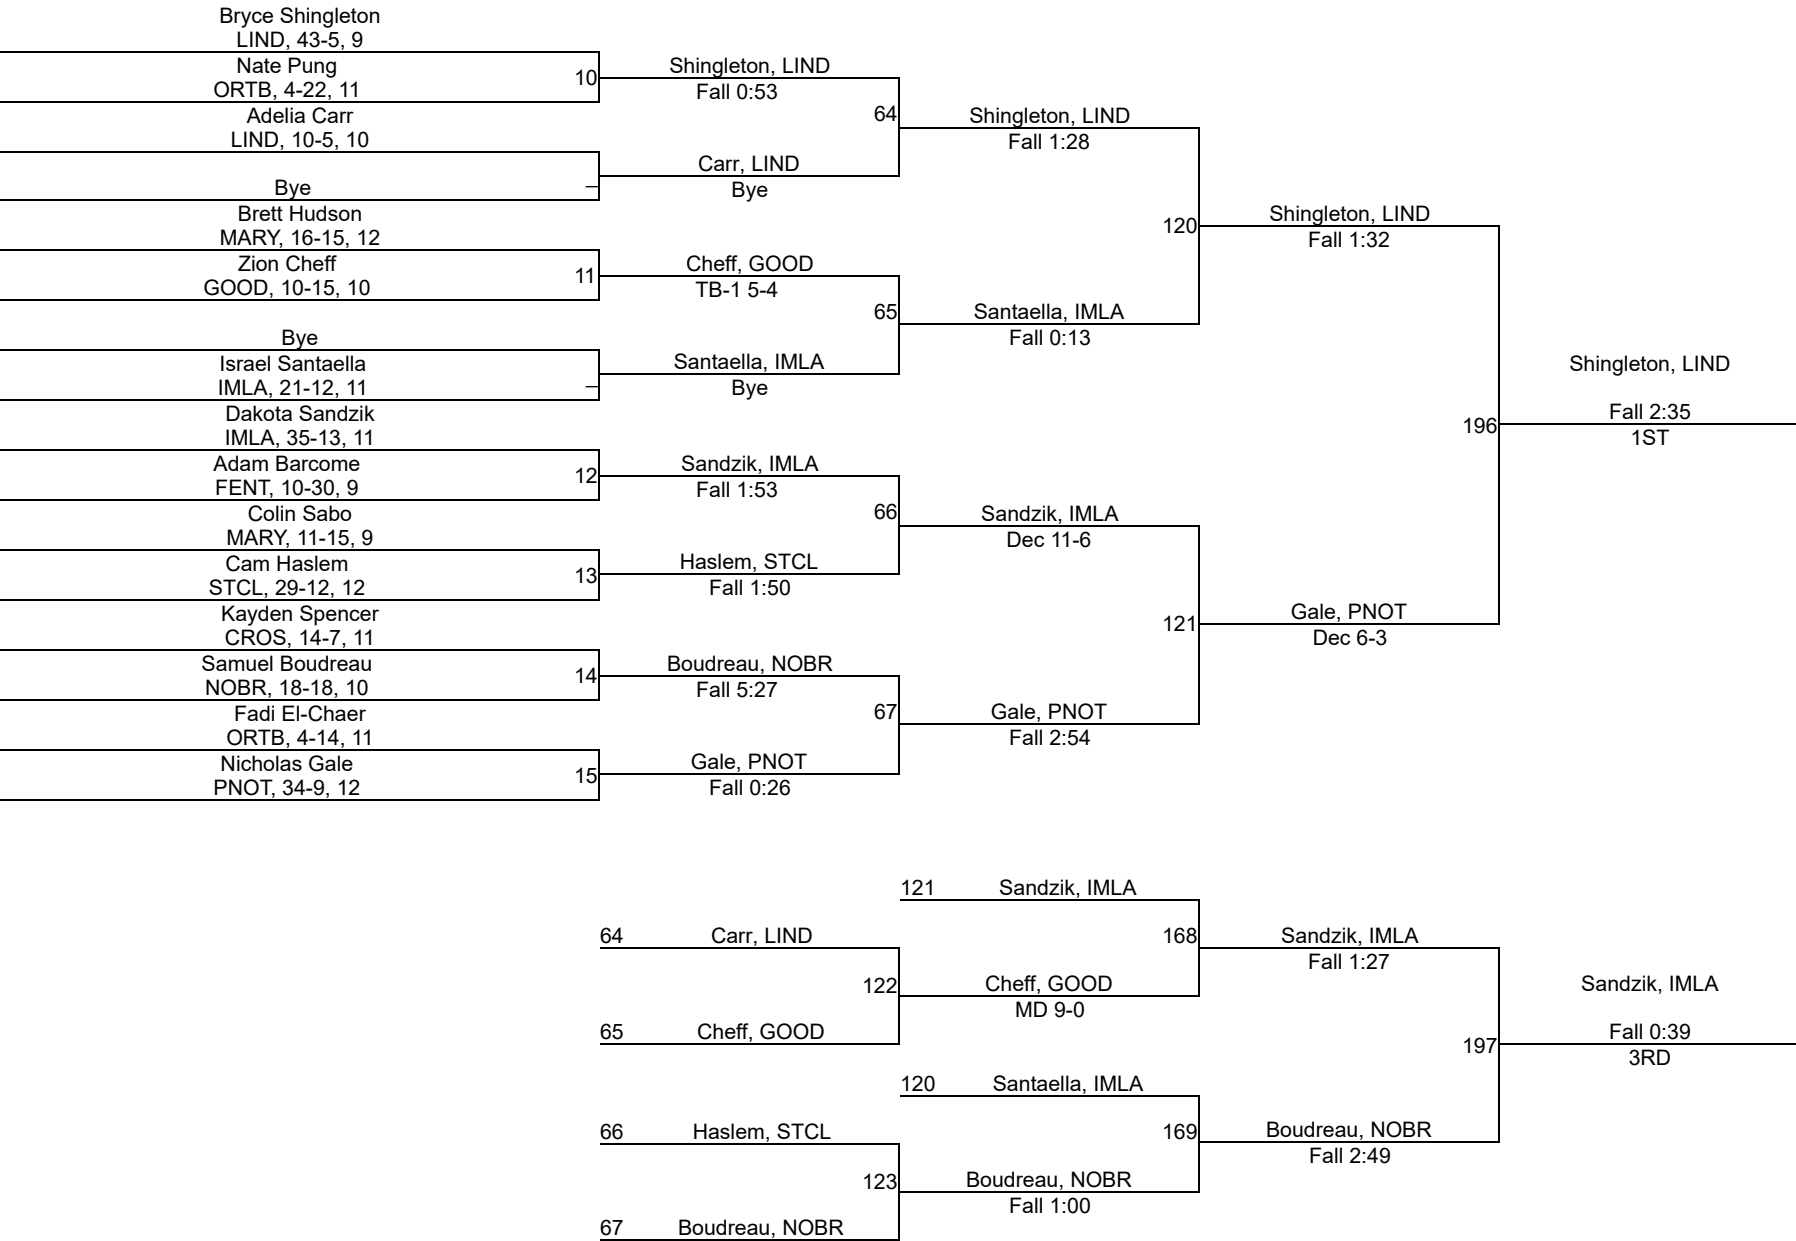 Bryce Shingleton
LIND, 43-5, 9
Nate Pung
ORTB, 4-22, 11
Adelia Carr
LIND, 10-5, 10
Bye
Brett Hudson
MARY, 16-15, 12
Zion Cheff
GOOD, 10-15, 10
Bye
Israel Santaella
IMLA, 21-12, 11
Dakota Sandzik
IMLA, 35-13, 11
Adam Barcome
FENT, 10-30, 9
Colin Sabo
MARY, 11-15, 9
Cam Haslem
STCL, 29-12, 12
Kayden Spencer
CROS, 14-7, 11
Samuel Boudreau
NOBR, 18-18, 10
Fadi El-Chaer
ORTB, 4-14, 11
Nicholas Gale
PNOT, 34-9, 12
10
–
11
–
12
13
14
15
Shingleton, LIND
Fall 0:53
Carr, LIND
Bye
Cheff, GOOD
TB-1 5-4
Santaella, IMLA
Bye
Sandzik, IMLA
Fall 1:53
Haslem, STCL
Fall 1:50
Boudreau, NOBR
Fall 5:27
Gale, PNOT
Fall 0:26
64
65
66
67
Shingleton, LIND
Fall 1:28
Santaella, IMLA
Fall 0:13
Sandzik, IMLA
Dec 11-6
Gale, PNOT
Fall 2:54
120
121
Shingleton, LIND
Fall 1:32
Gale, PNOT
Dec 6-3
196
Shingleton, LIND
Fall 2:35
1ST
64 Carr, LIND
65 Cheff, GOOD
66 Haslem, STCL
67 Boudreau, NOBR
122
123
121 Sandzik, IMLA
Cheff, GOOD
MD 9-0
120 Santaella, IMLA
Boudreau, NOBR
Fall 1:00
168
169
Sandzik, IMLA
Fall 1:27
Boudreau, NOBR
Fall 2:49
197
Sandzik, IMLA
Fall 0:39
3RD